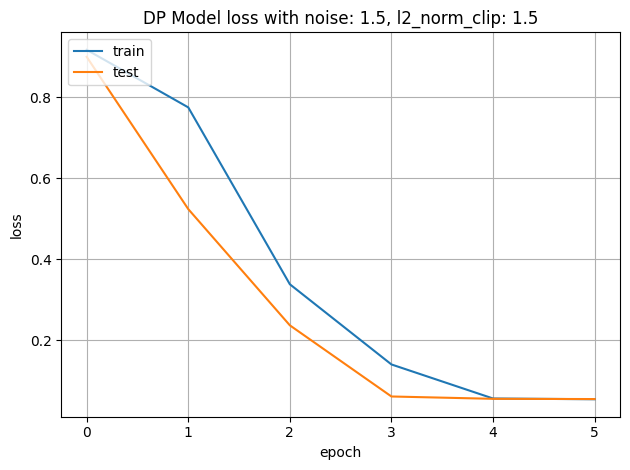 DP Model loss with noise: 1.5, l2_norm_clip: 1.5
train
test
0.8
0.6
0.4
0.2
loss
0 1 2 3 4 5
epoch